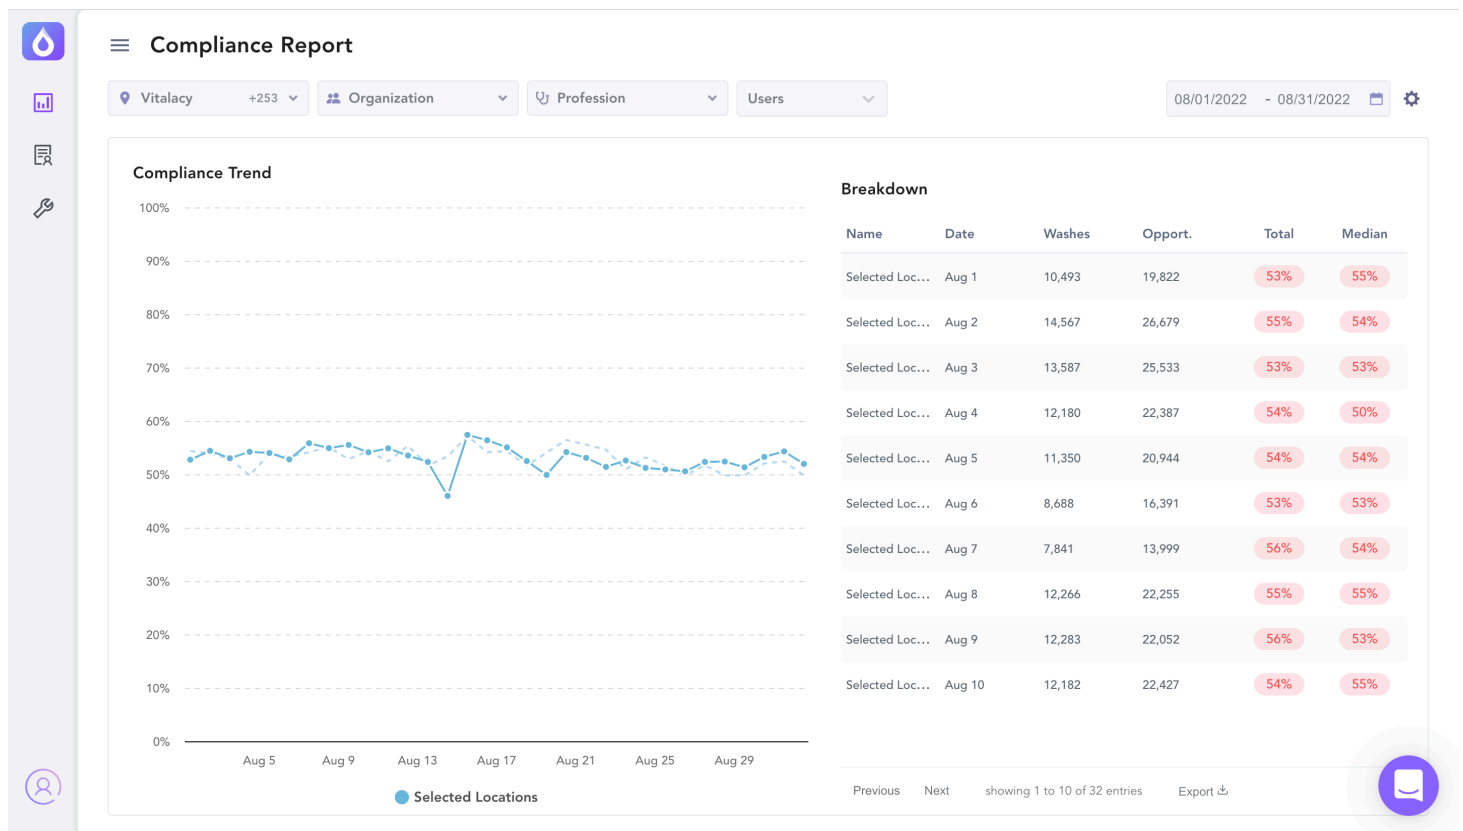 Compliance Report
Vitalacy +253 Organization Profession Users 08/01/2022 - 08/31/2022
Compliance Trend
100%
90%
80%
70%
60%
50%
40%
30%
20%
10%
0%
Aug 5 Aug 9 Aug 13 Aug 17 Aug 21 Aug 25 Aug 29
Selected Locations
Breakdown
Name Date Washes Opport. Total Median
Selected Loc... Aug 1 10,493 19,822 53% 55%
Selected Loc... Aug 2 14,567 26,679 55% 54%
Selected Loc... Aug 3 13,587 25,533 53% 53%
Selected Loc... Aug 4 12,180 22,387 54% 50%
Selected Loc... Aug 5 11,350 20,944 54% 54%
Selected Loc... Aug 6 8,688 16,391 53% 53%
Selected Loc... Aug 7 7,841 13,999 56% 54%
Selected Loc... Aug 8 12,266 22,255 55% 55%
Selected Loc... Aug 9 12,283 22,052 56% 53%
Selected Loc... Aug 10 12,182 22,427 54% 55%
Previous Next showing 1 to 10 of 32 entries Export